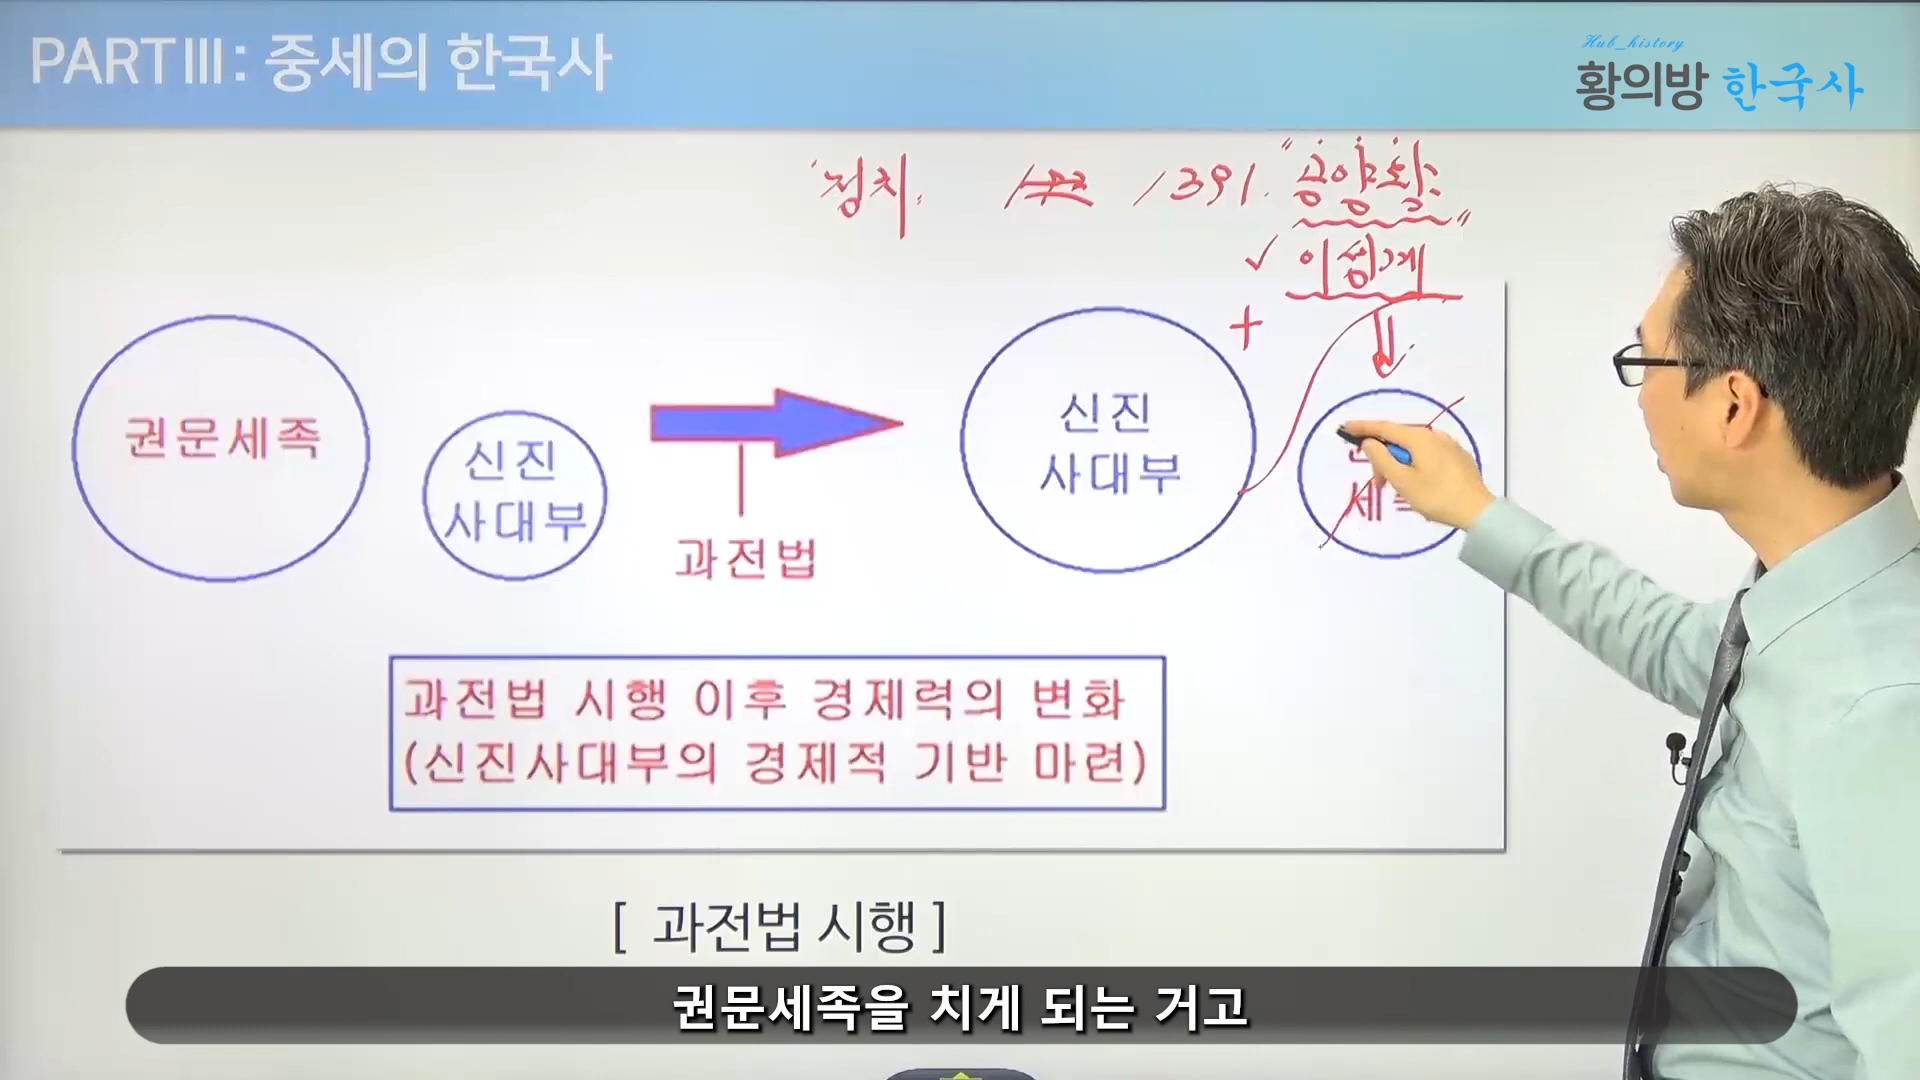 PART Ⅲ : 중세의 한국사
Hub_history
황의방 한국사
정치. 1391. "공양왕"
✓ 이성계
+
권문세족
신진
사대부
과전법
신진
사대부
세족
과전법 시행 이후 경제력의 변화
(신진사대부의 경제적 기반 마련)
[ 과전법 시행 ]
권문세족을 치게 되는 거고